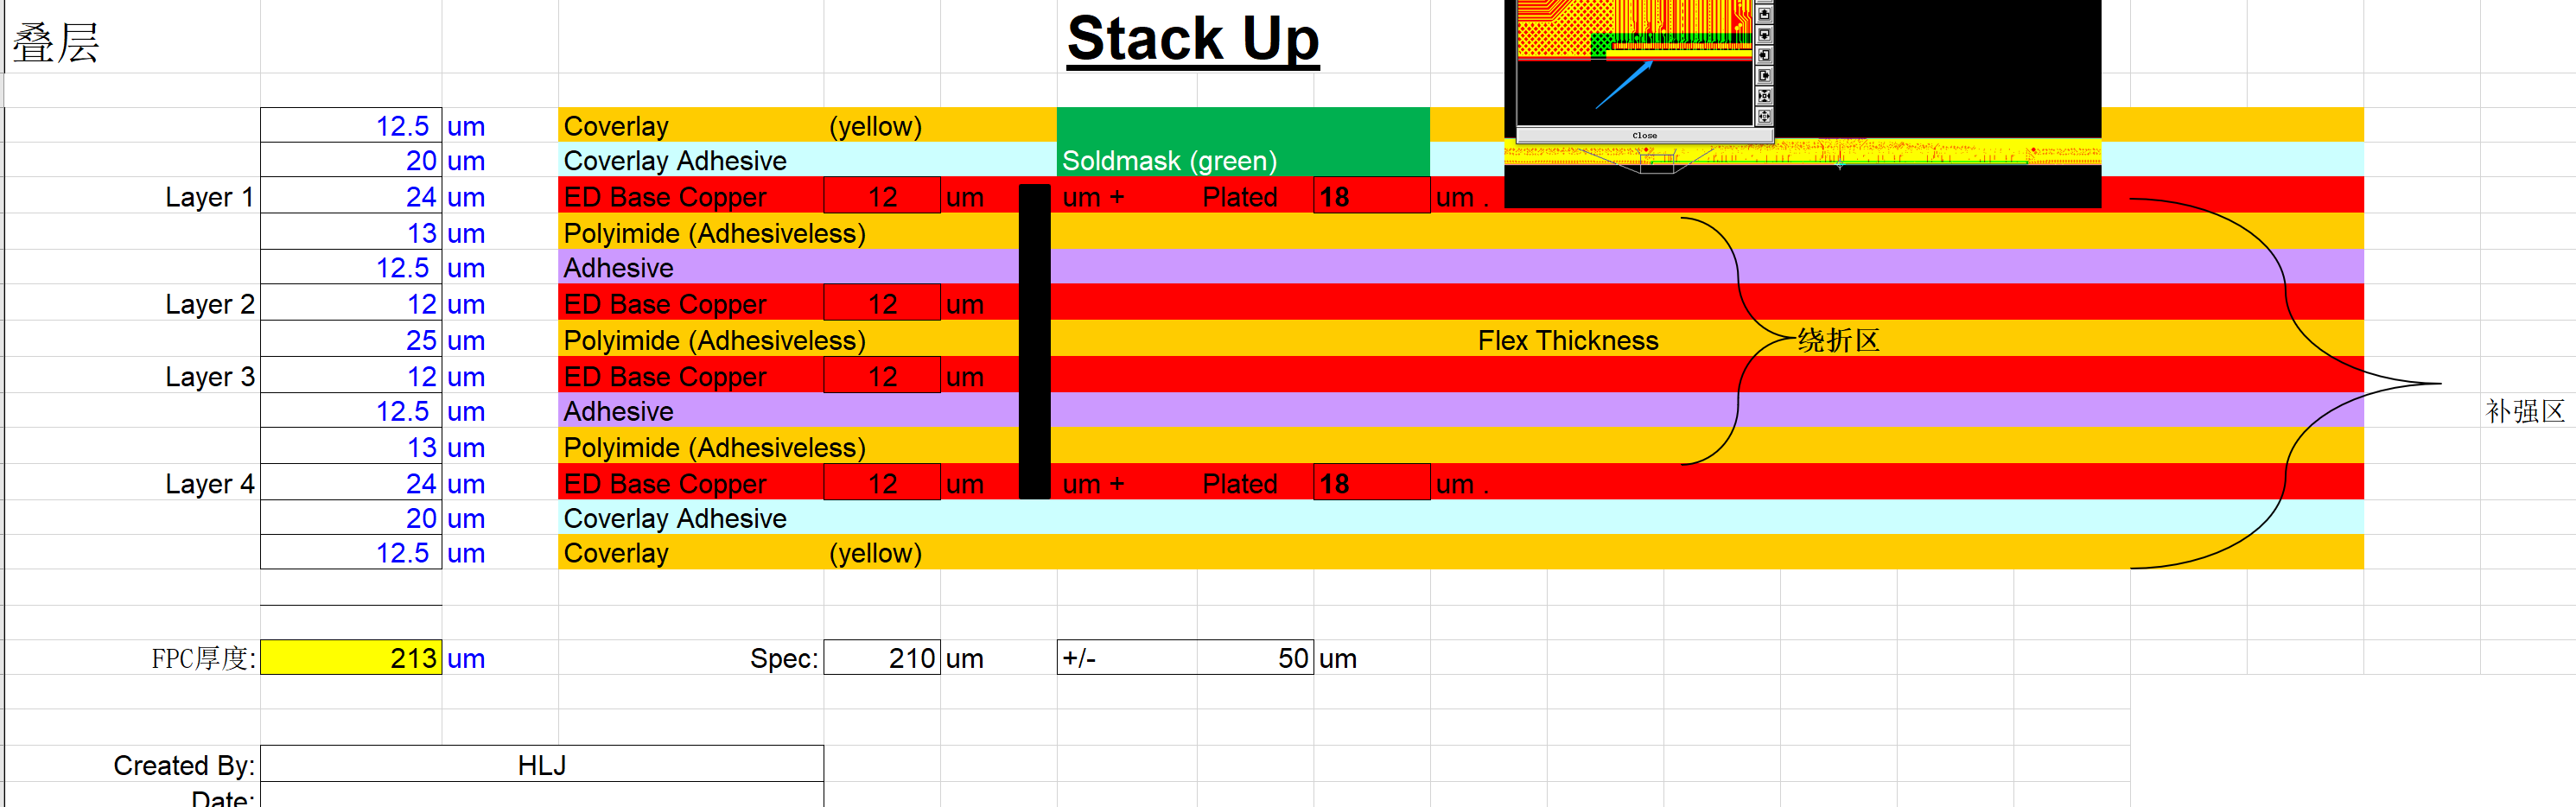 叠层 Stack Up
Close
12.5 um Coverlay (yellow)
20 um Coverlay Adhesive Soldmask (green)
Layer 1 24 um ED Base Copper 12 um um + Plated 18 um .
13 um Polyimide (Adhesiveless)
12.5 um Adhesive
Layer 2 12 um ED Base Copper 12 um
25 um Polyimide (Adhesiveless) Flex Thickness 绕折区
Layer 3 12 um ED Base Copper 12 um
12.5 um Adhesive 补强区
13 um Polyimide (Adhesiveless)
Layer 4 24 um ED Base Copper 12 um um + Plated 18 um .
20 um Coverlay Adhesive
12.5 um Coverlay (yellow)
FPC厚度: 213 um Spec: 210 um +/- 50 um
Created By: HLJ
Date: